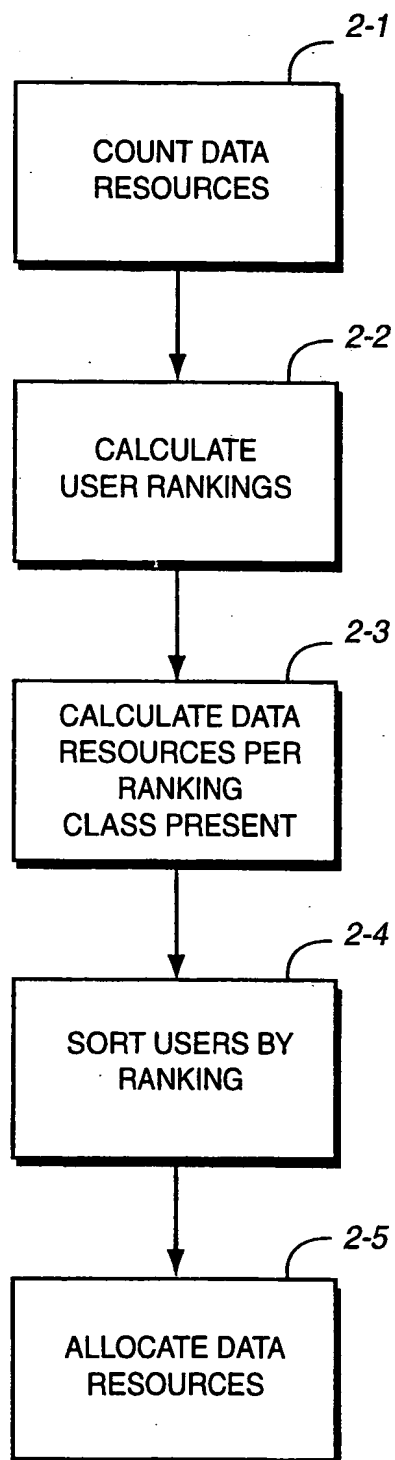 2-1
COUNT DATA
RESOURCES
2-2
CALCULATE
USER RANKINGS
2-3
CALCULATE DATA
RESOURCES PER
RANKING
CLASS PRESENT
2-4
SORT USERS BY
RANKING
2-5
ALLOCATE DATA
RESOURCES